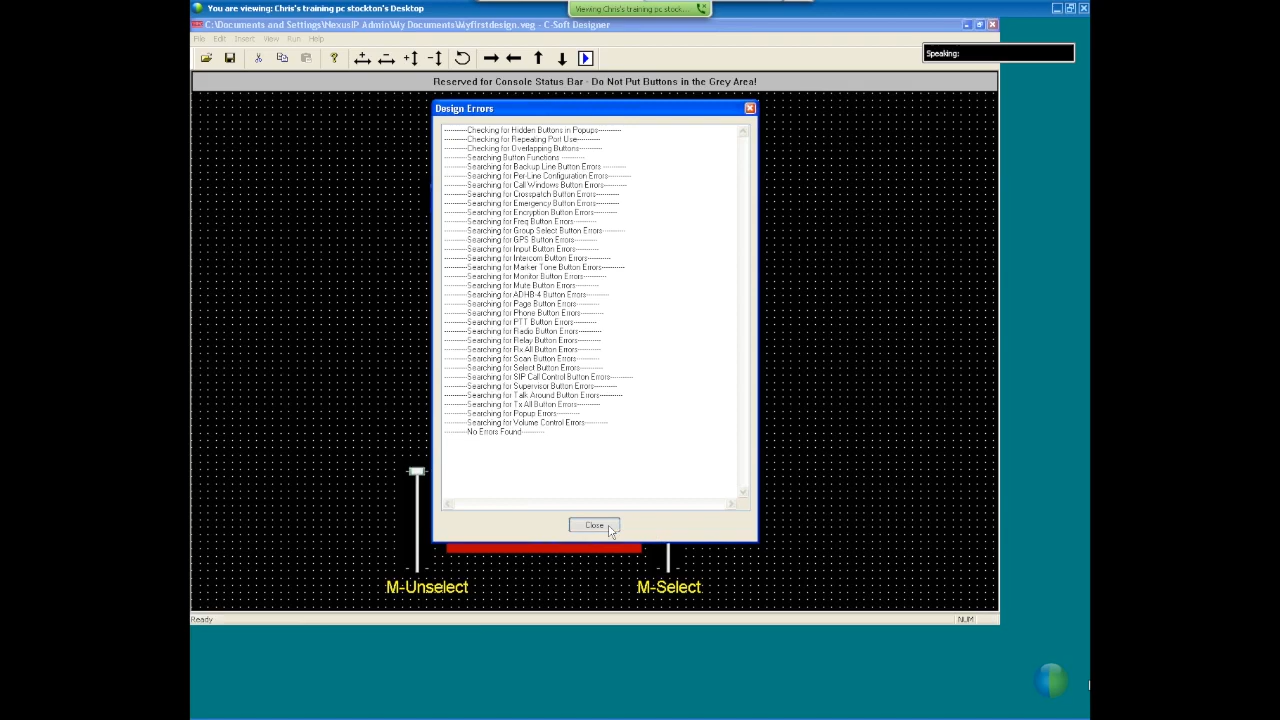 You are viewing: Chris's training pc stockton's Desktop
Viewing Chris's training pc stock...
C:\Documents and Settings\NexusIP Admin\My Documents\Myfirstdesign.veg - C-Soft Designer
File Edit Insert View Run Help
Speaking:
Reserved for Console Status Bar - Do Not Put Buttons in the Grey Area!
Design Errors
----------Checking for Hidden Buttons in Popups----------
----------Checking for Repeating Port Use----------
----------Checking for Overlapping Buttons----------
----------Searching Button Functions ----------
----------Searching for Backup Line Button Errors ----------
----------Searching for Per-Line Configuration Errors----------
----------Searching for Call Windows Button Errors----------
----------Searching for Crosspatch Button Errors----------
----------Searching for Emergency Button Errors----------
----------Searching for Encryption Button Errors----------
----------Searching for Freq Button Errors----------
----------Searching for Group Select Button Errors----------
----------Searching for GPS Button Errors----------
----------Searching for Input Button Errors----------
----------Searching for Intercom Button Errors----------
----------Searching for Marker Tone Button Errors----------
----------Searching for Monitor Button Errors----------
----------Searching for Mute Button Errors----------
----------Searching for ADHB-4 Button Errors----------
----------Searching for Page Button Errors----------
----------Searching for Phone Button Errors----------
----------Searching for PTT Button Errors----------
----------Searching for Radio Button Errors----------
----------Searching for Relay Button Errors----------
----------Searching for Rx All Button Errors----------
----------Searching for Scan Button Errors----------
----------Searching for Select Button Errors----------
----------Searching for SIP Call Control Button Errors----------
----------Searching for Supervisor Button Errors----------
----------Searching for Talk Around Button Errors----------
----------Searching for Tx All Button Errors----------
----------Searching for Popup Errors----------
----------Searching for Volume Control Errors----------
----------No Errors Found----------
Close
M-Unselect M-Select
Ready NUM